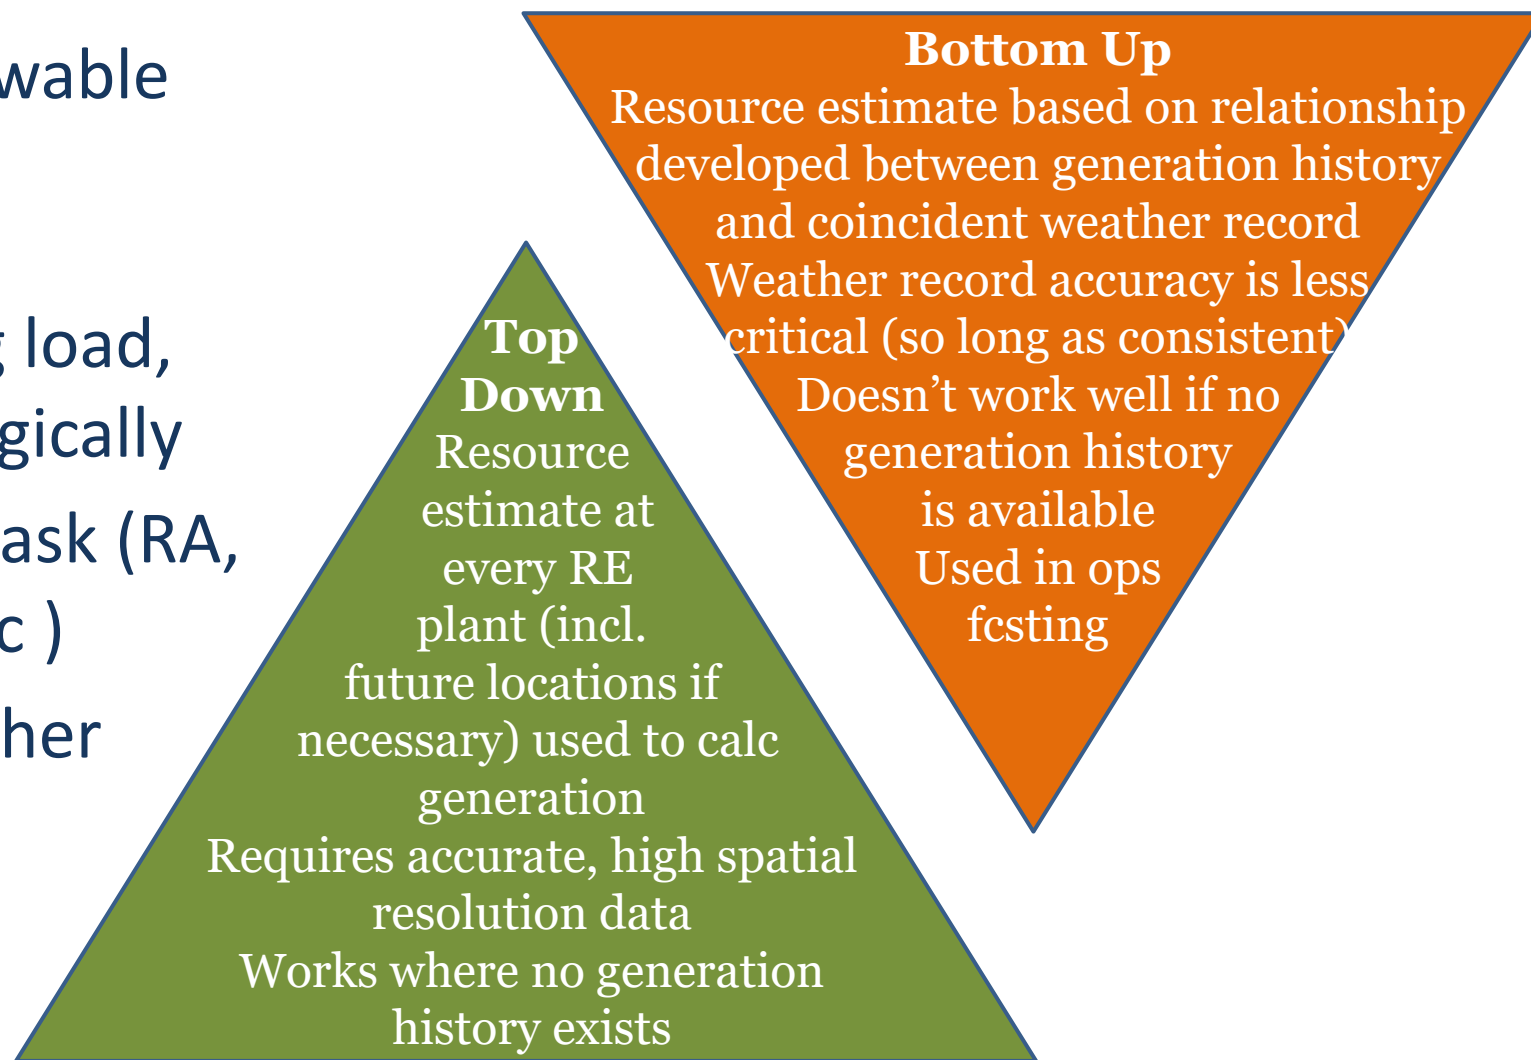 wable
g load,
gically
ask (RA,
c )
her
Top
Down
Resource
estimate at
every RE
plant (incl.
future locations if
necessary) used to calc
generation
Requires accurate, high spatial
resolution data
Works where no generation
history exists
Bottom Up
Resource estimate based on relationship
developed between generation history
and coincident weather record
Weather record accuracy is less
critical (so long as consistent)
Doesn’t work well if no
generation history
is available
Used in ops
fcsting